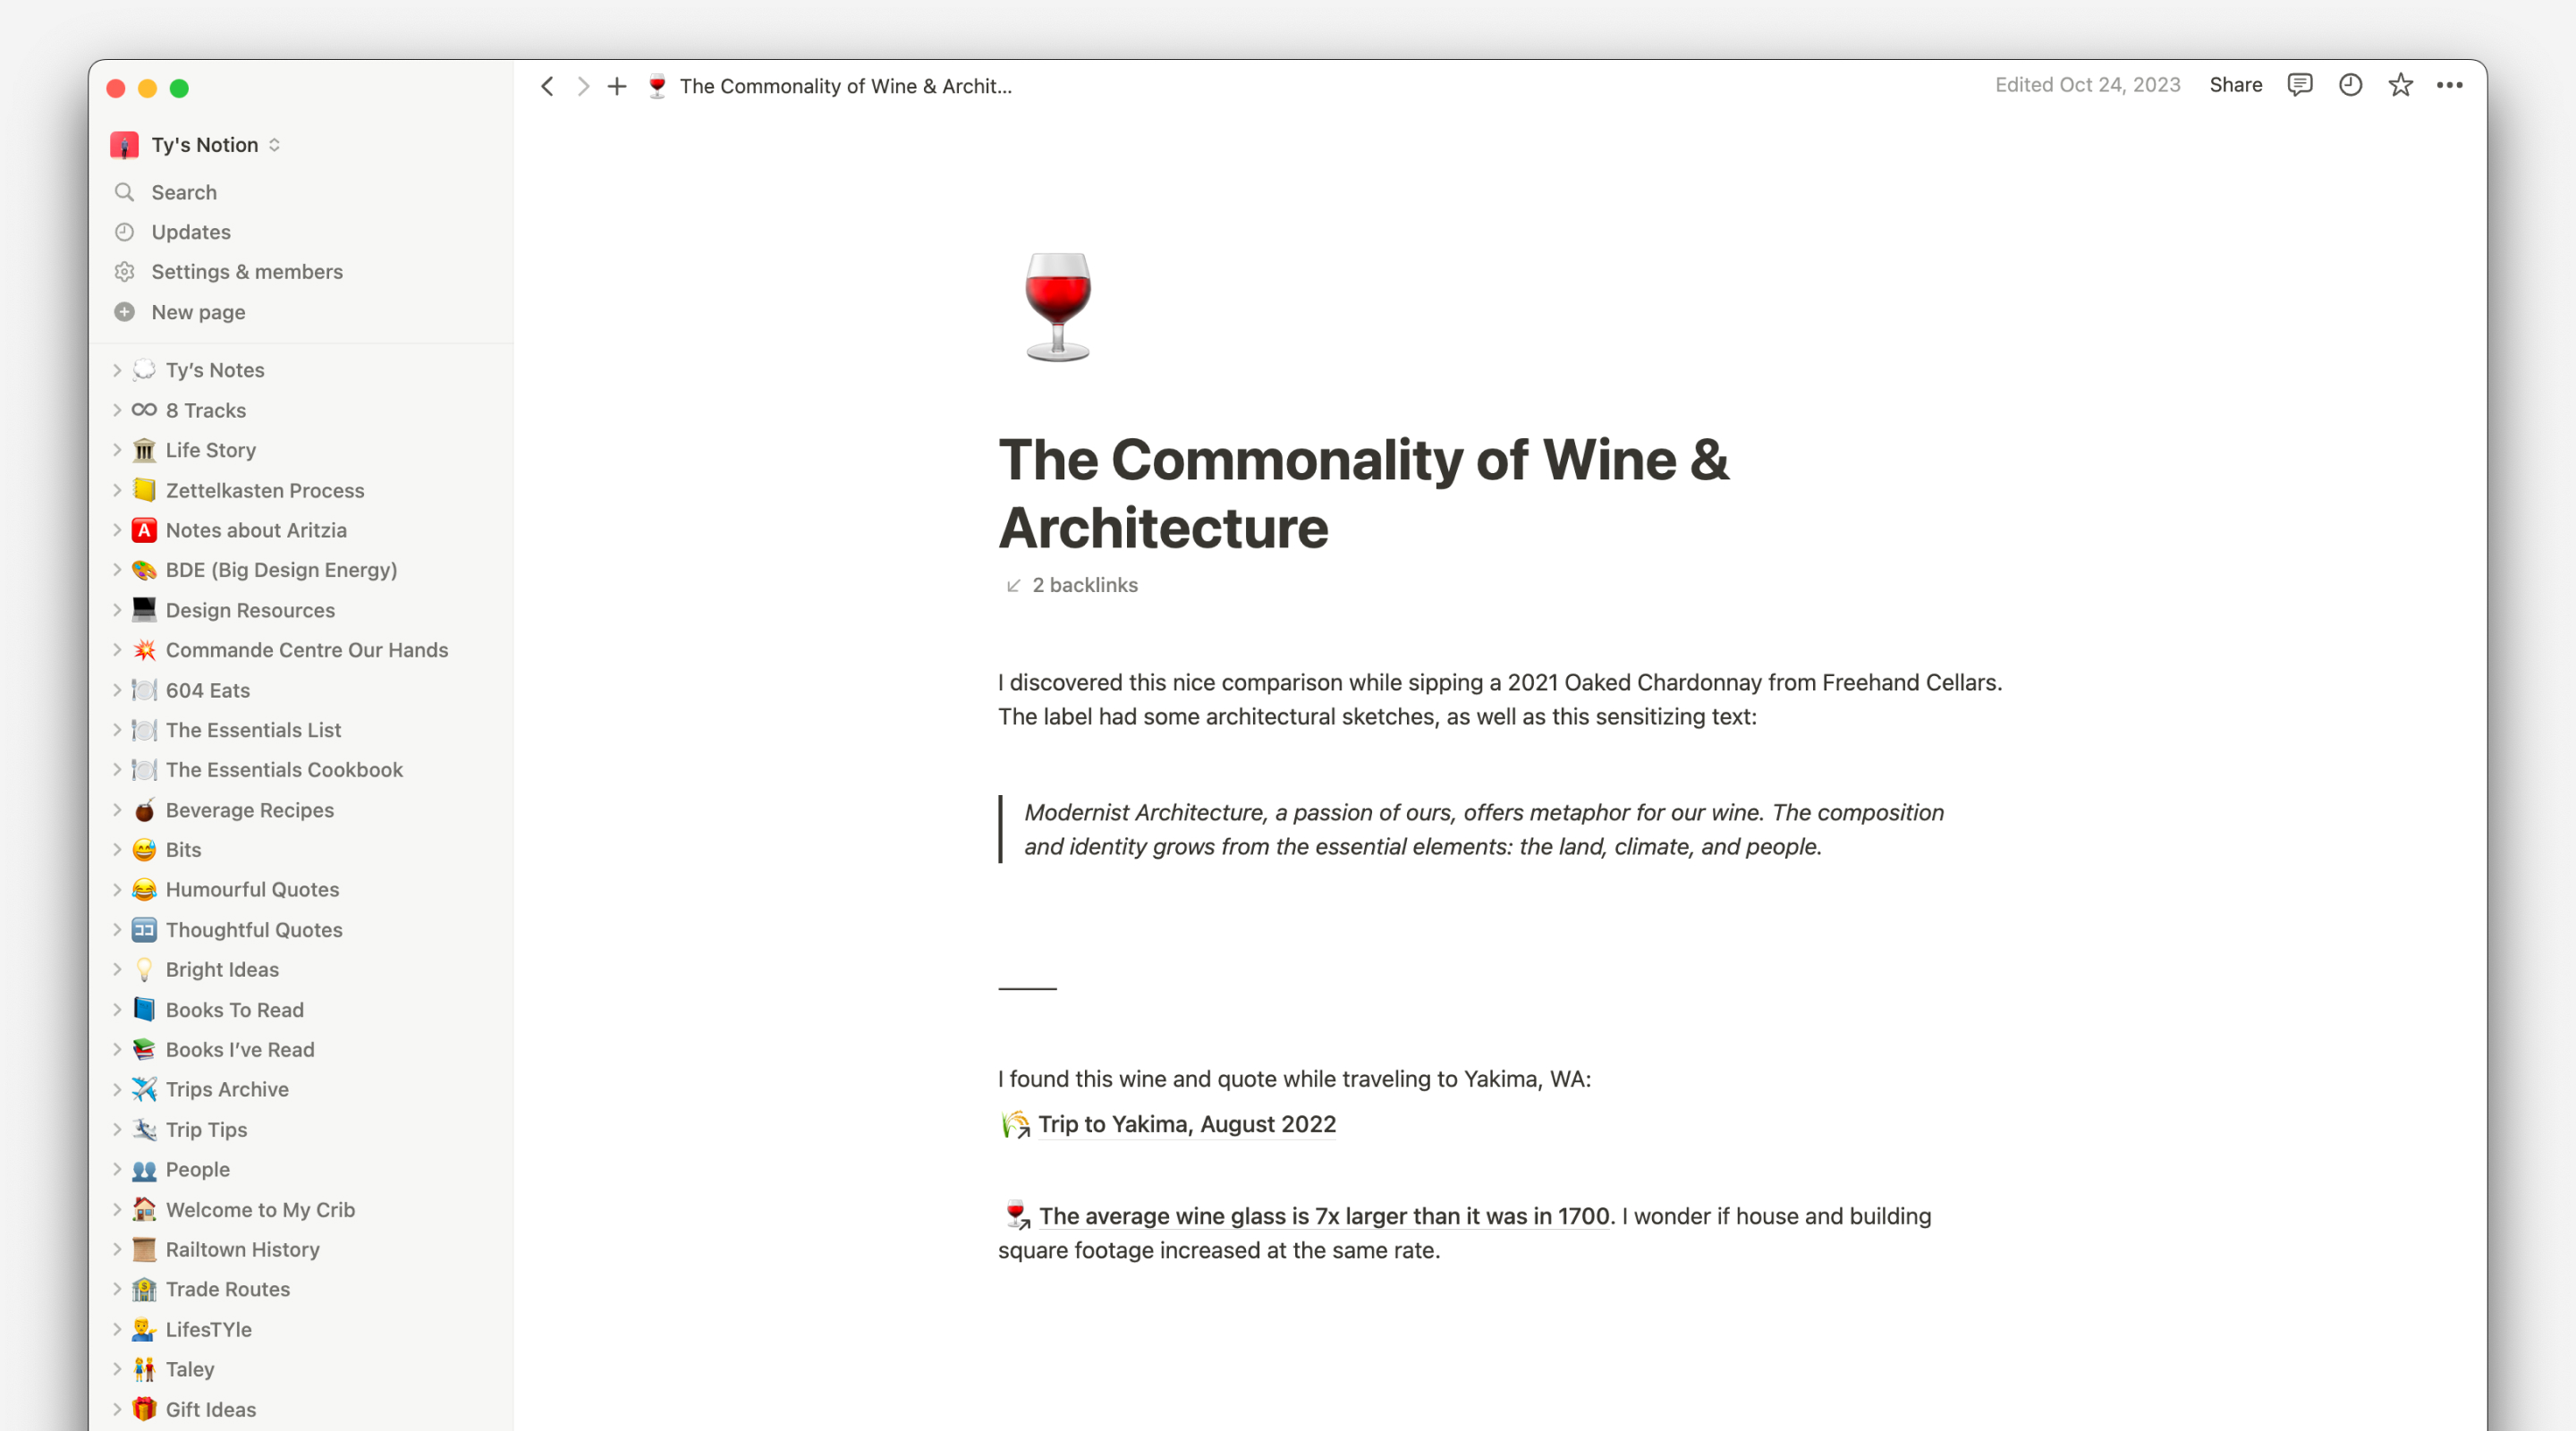 The Commonality of Wine & Archit...
Edited Oct 24, 2023
Share
Ty's Notion
Search
Updates
Settings & members
New page
Ty’s Notes
8 Tracks
Life Story
Zettelkasten Process
A Notes about Aritzia
BDE (Big Design Energy)
Design Resources
Commande Centre Our Hands
604 Eats
The Essentials List
The Essentials Cookbook
Beverage Recipes
Bits
Humourful Quotes
ココ Thoughtful Quotes
Bright Ideas
Books To Read
Books I’ve Read
Trips Archive
Trip Tips
People
Welcome to My Crib
Railtown History
Trade Routes
LifesTYle
Taley
Gift Ideas
The Commonality of Wine &
Architecture
2 backlinks
I discovered this nice comparison while sipping a 2021 Oaked Chardonnay from Freehand Cellars.
The label had some architectural sketches, as well as this sensitizing text:
Modernist Architecture, a passion of ours, offers metaphor for our wine. The composition
and identity grows from the essential elements: the land, climate, and people.
I found this wine and quote while traveling to Yakima, WA:
Trip to Yakima, August 2022
The average wine glass is 7x larger than it was in 1700. I wonder if house and building
square footage increased at the same rate.